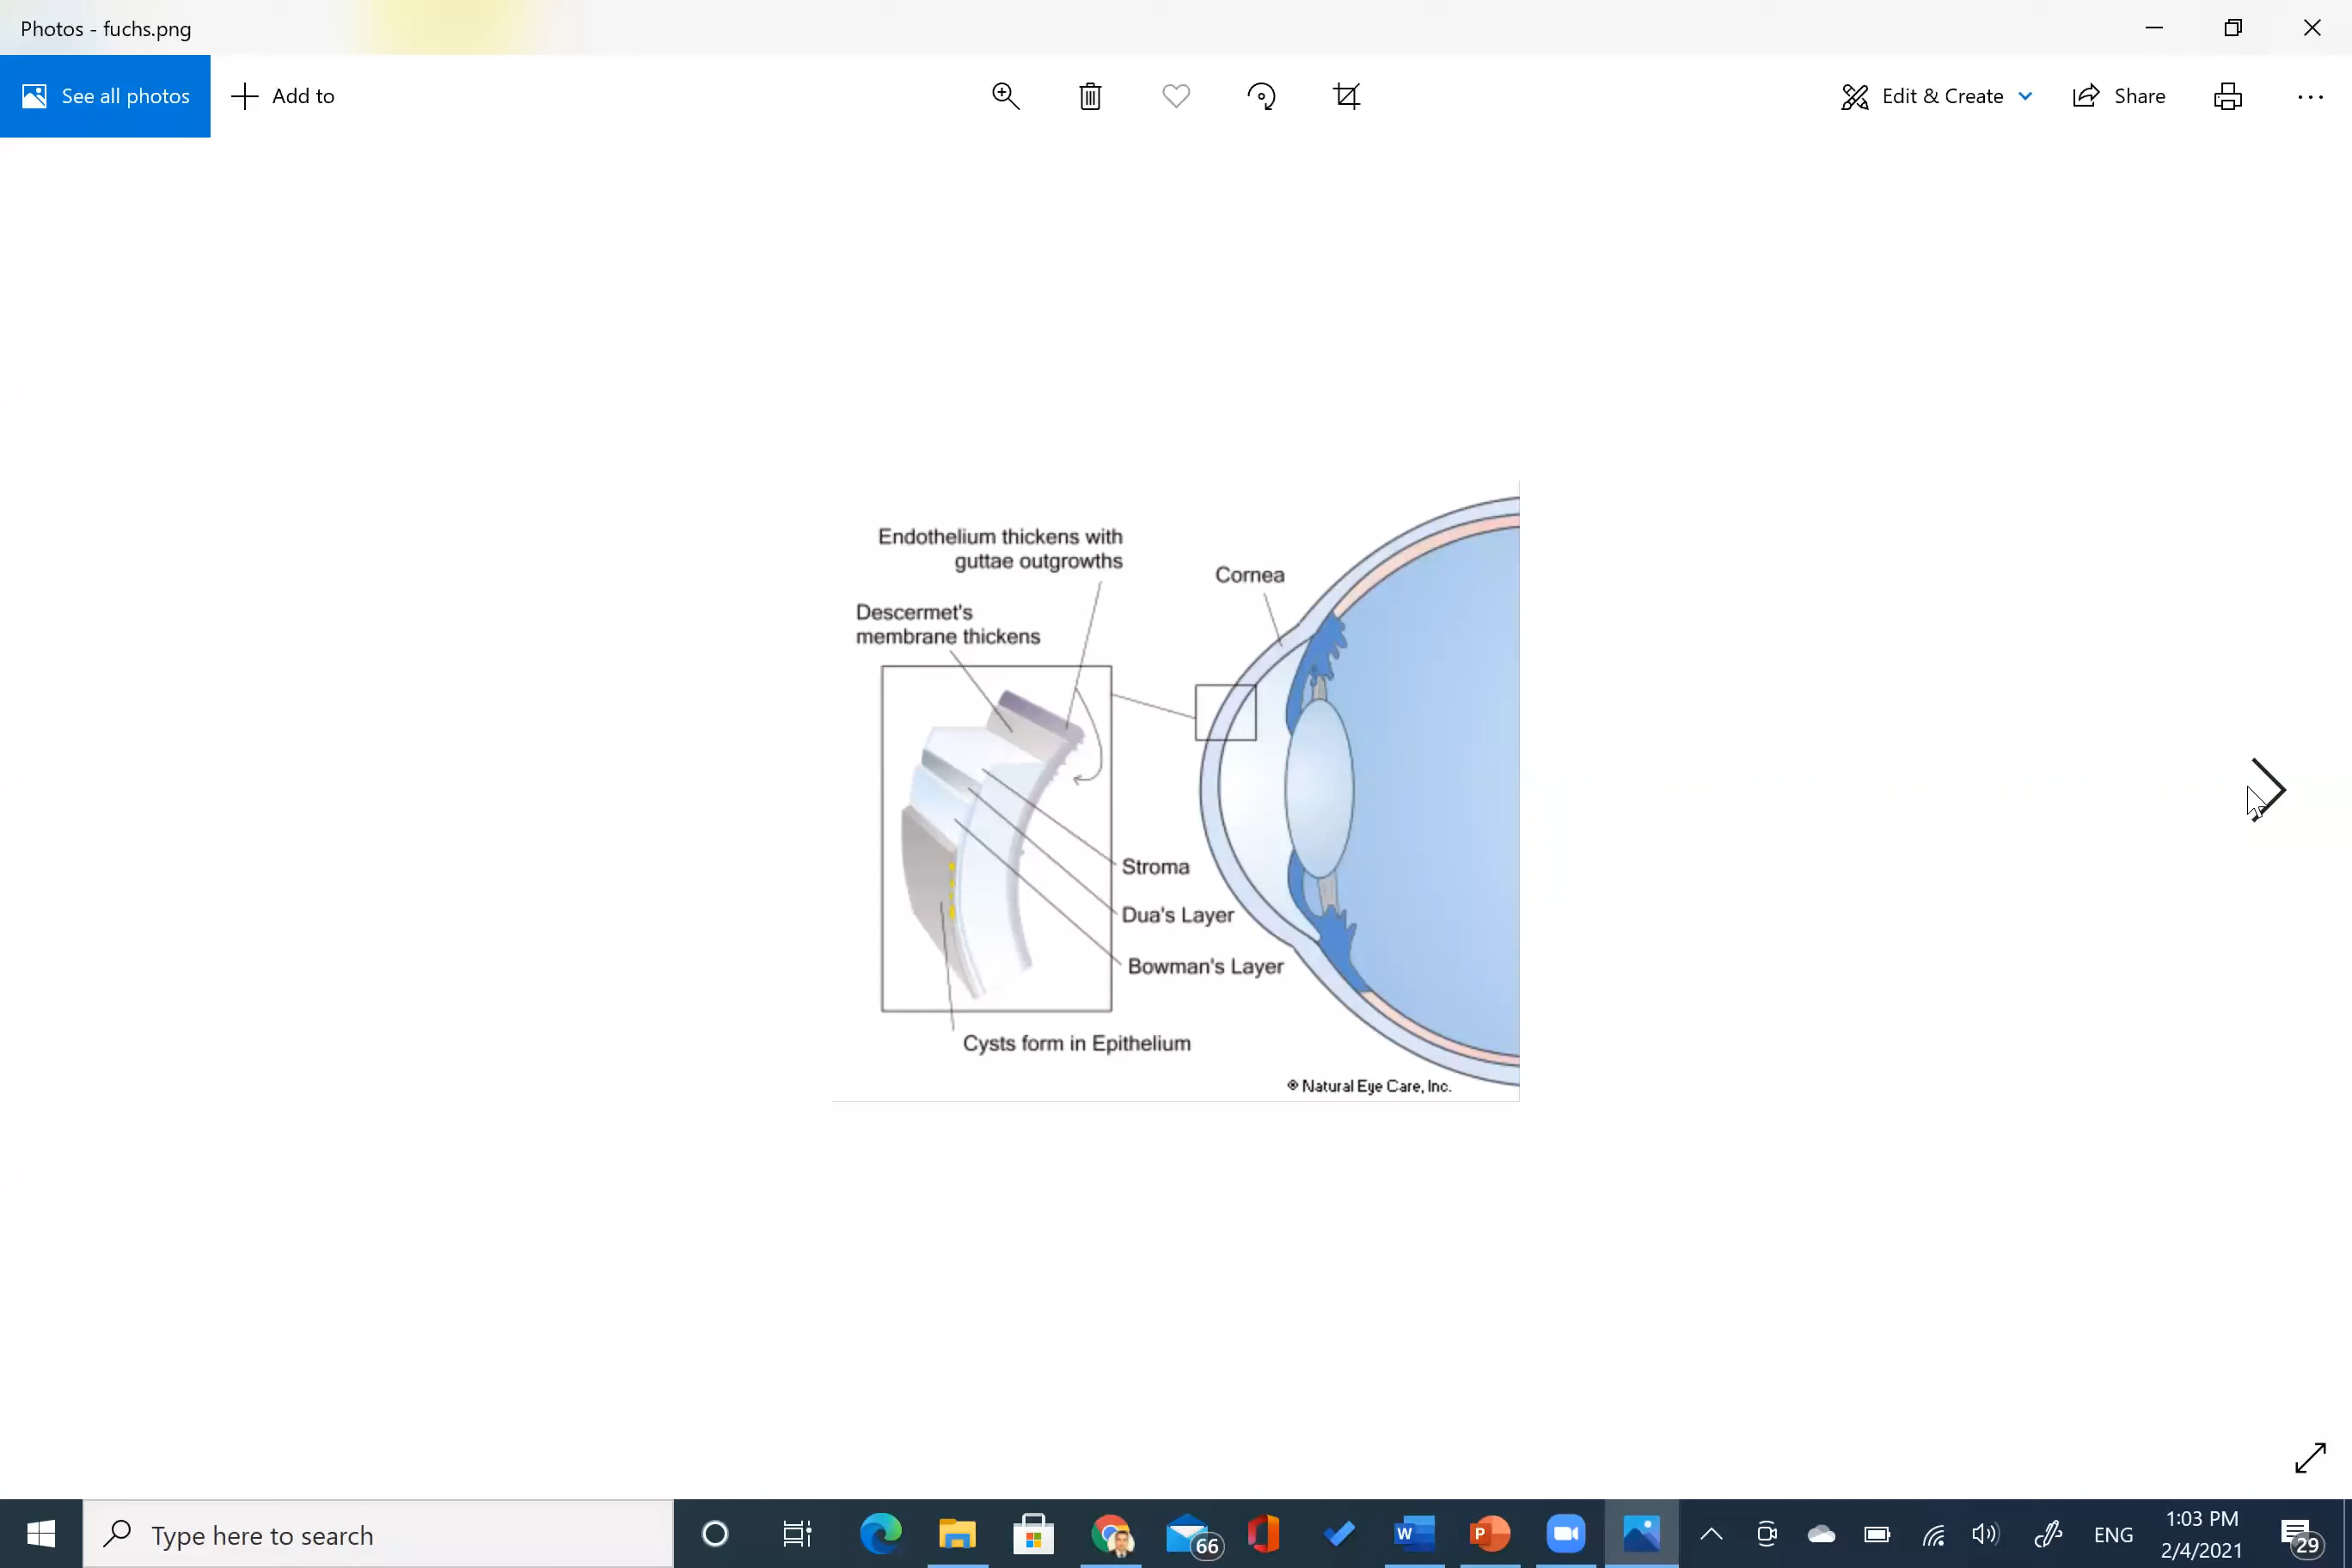 Photos - fuchs.png
See all photos
Add to
Edit & Create
Share
Endothelium thickens with
guttae outgrowths
Cornea
Descermet's
membrane thickens
Stroma
Dua's Layer
Bowman's Layer
Cysts form in Epithelium
® Natural Eye Care, Inc.
Type here to search
66
W
P
ENG
1:03 PM
2/4/2021
29